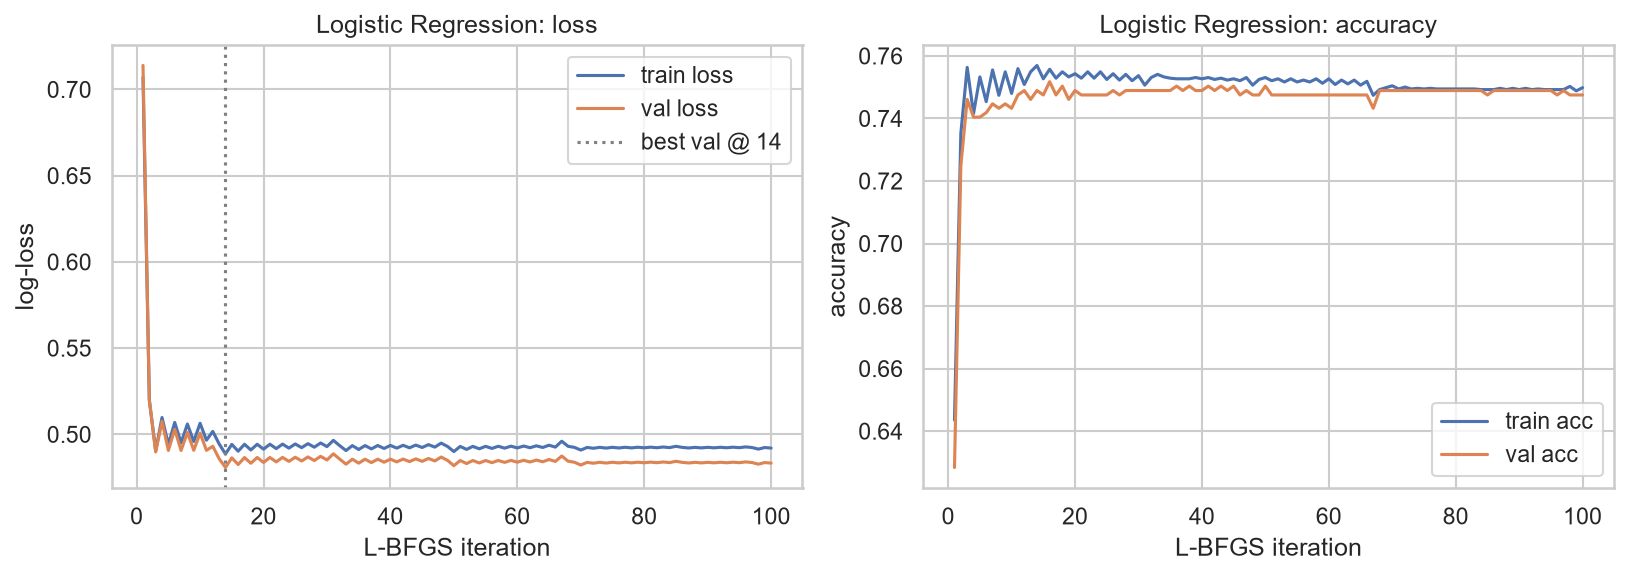 Logistic Regression: loss
log-loss
0.70
0.65
0.60
0.55
0.50
train loss
val loss
best val @ 14
0 20 40 60 80 100
L-BFGS iteration
Logistic Regression: accuracy
accuracy
0.76
0.74
0.72
0.70
0.68
0.66
0.64
train acc
val acc
0 20 40 60 80 100
L-BFGS iteration